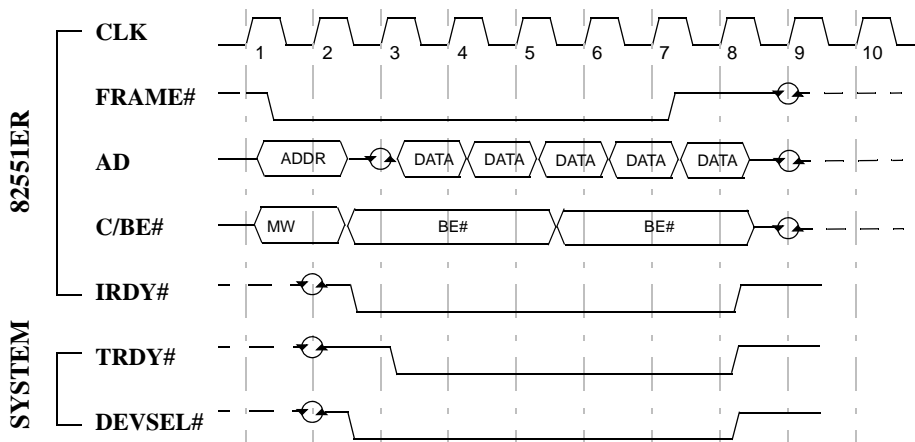 CLK
1 2 3 4 5 6 7 8 9 10
FRAME#
82551ER
AD ADDR DATA DATA DATA DATA DATA
C/BE# MW BE# BE#
IRDY#
SYSTEM
TRDY#
DEVSEL#